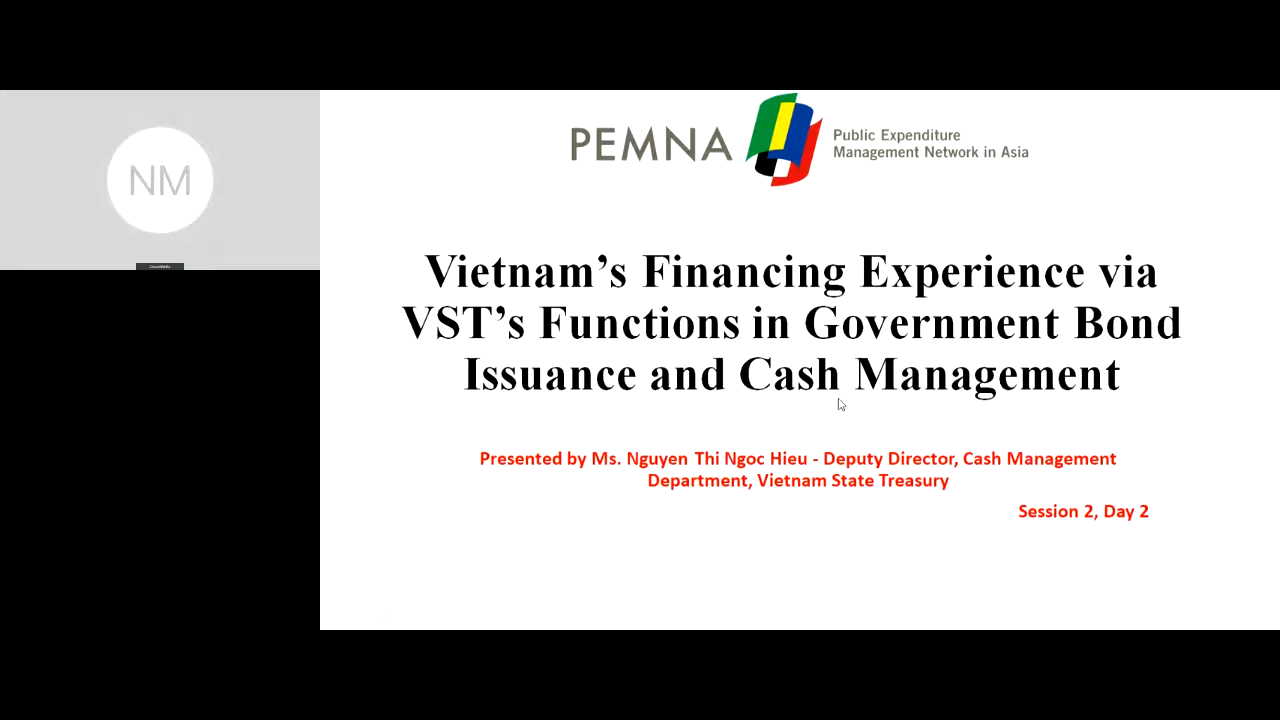 NM
PEMNA
Public Expenditure
Management Network in Asia
Vietnam’s Financing Experience via
VST’s Functions in Government Bond
Issuance and Cash Management
Presented by Ms. Nguyen Thi Ngoc Hieu - Deputy Director, Cash Management
Department, Vietnam State Treasury
Session 2, Day 2